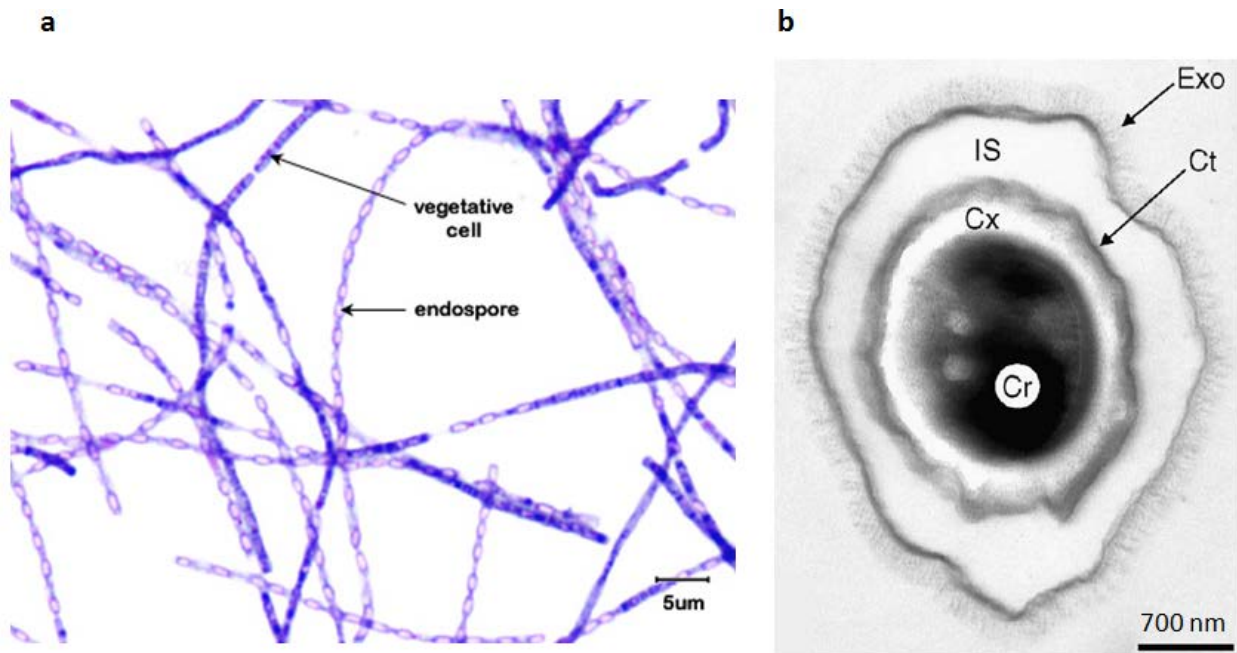 a
vegetative
cell
endospore
5um
b
Exo
IS
Ct
Cx
Cr
700 nm